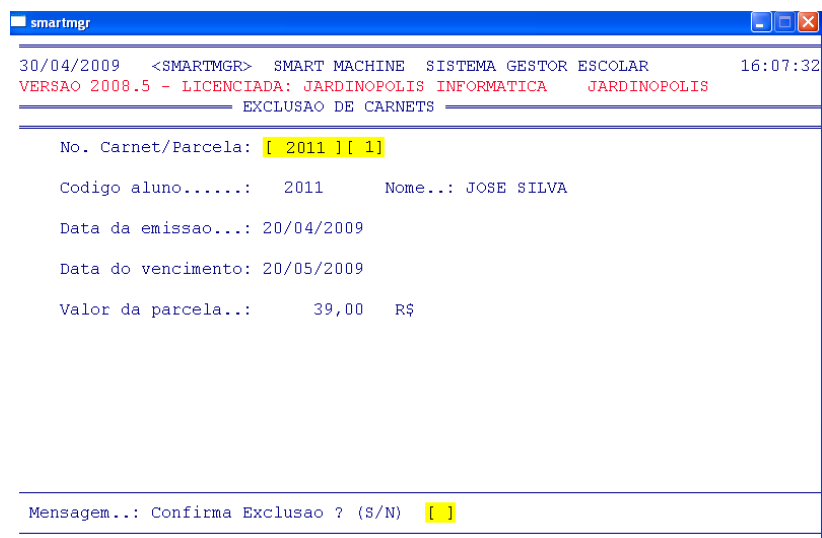 smartmgr
30/04/2009 <SMARTMGR> SMART MACHINE SISTEMA GESTOR ESCOLAR 16:07:32
VERSAO 2008.5 - LICENCIADA: JARDINOPOLIS INFORMATICA JARDINOPOLIS
EXCLUSAO DE CARNETS
No. Carnet/Parcela: [ 2011 ][ 1]
Codigo aluno......: 2011 Nome..: JOSE SILVA
Data da emissao...: 20/04/2009
Data do vencimento: 20/05/2009
Valor da parcela..: 39,00 R$
Mensagem..: Confirma Exclusao ? (S/N) [ ]